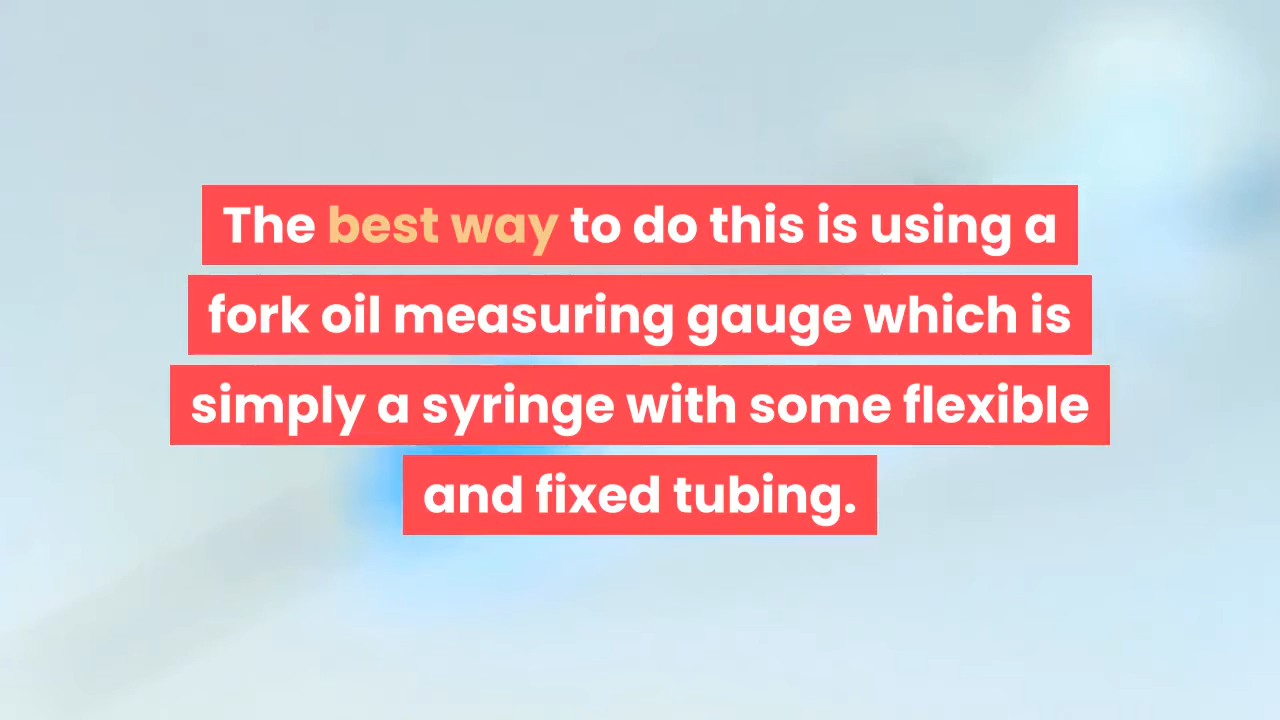 The best way to do this is using a
fork oil measuring gauge which is
simply a syringe with some flexible
and fixed tubing.